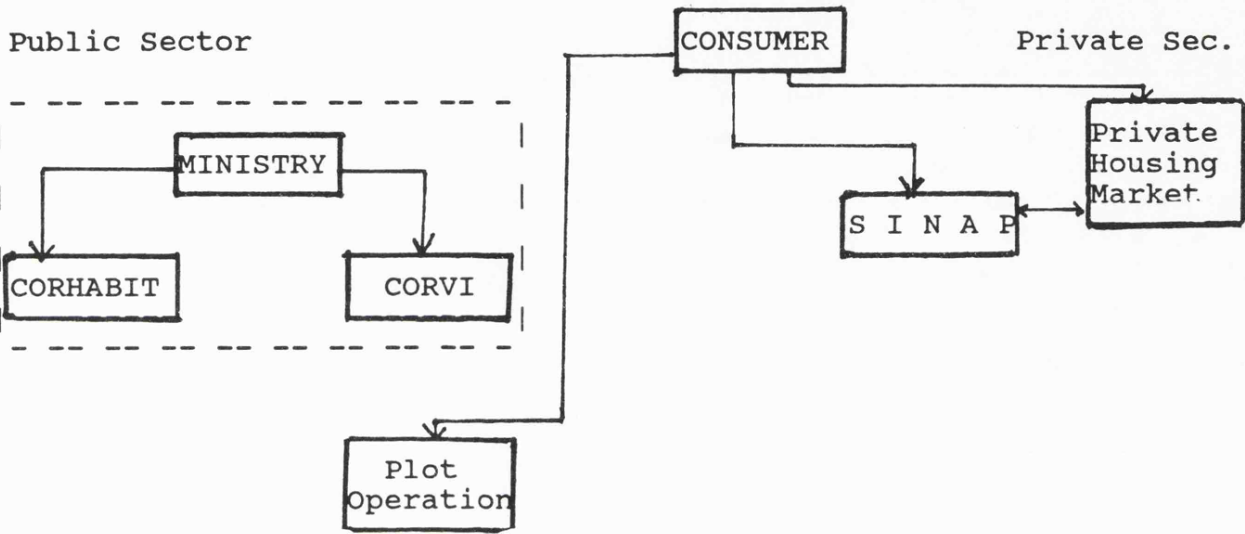 Public Sector
CONSUMER
Private Sec.
MINISTRY
Private
Housing
Market.
S I N A P
CORHABIT
CORVI
Plot
Operation